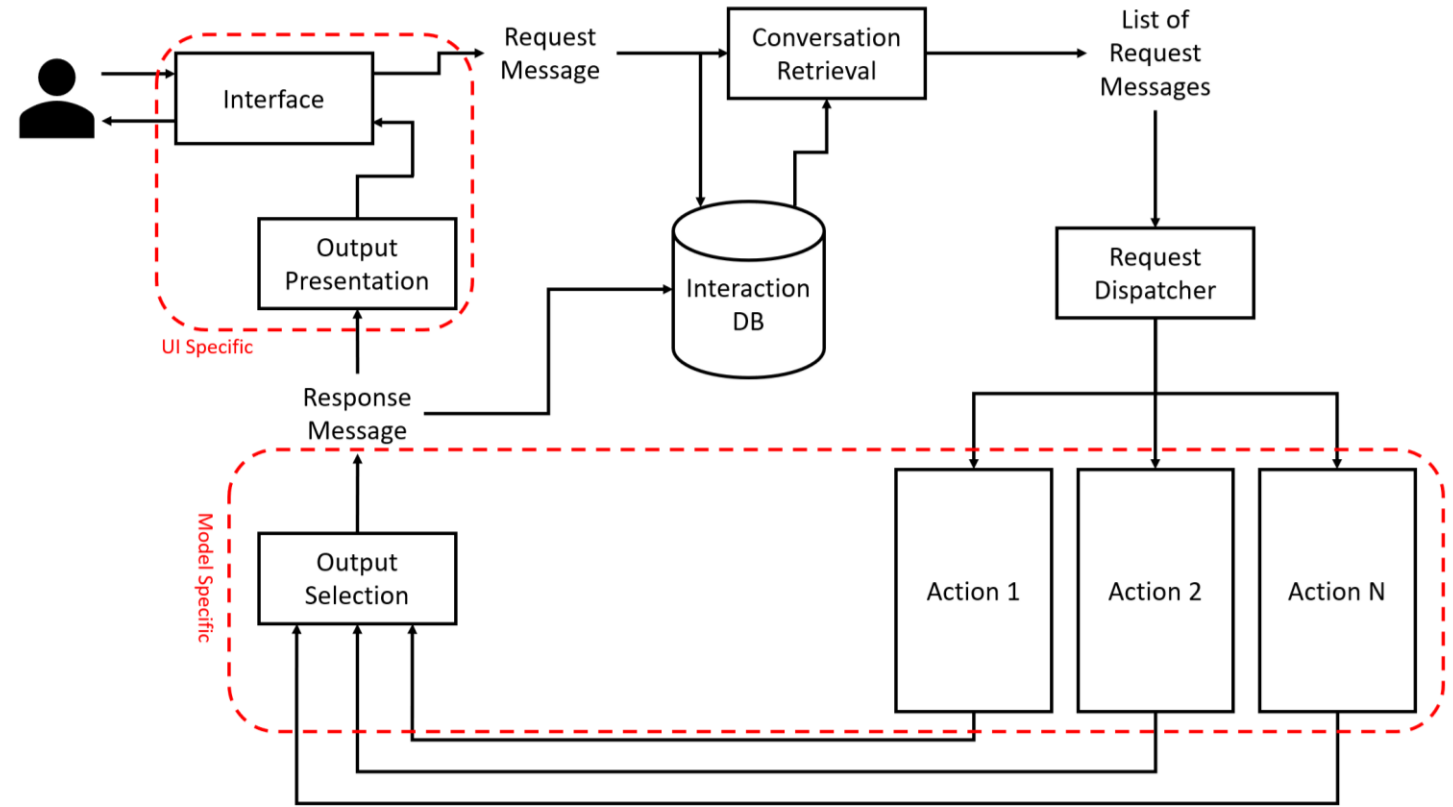 Request
Message
Conversation
Retrieval
List of
Request
Messages
Interface
Output
Presentation
UI Specific
Interaction
DB
Request
Dispatcher
Response
Message
Model Specific
Output
Selection
Action 1
Action 2
Action N